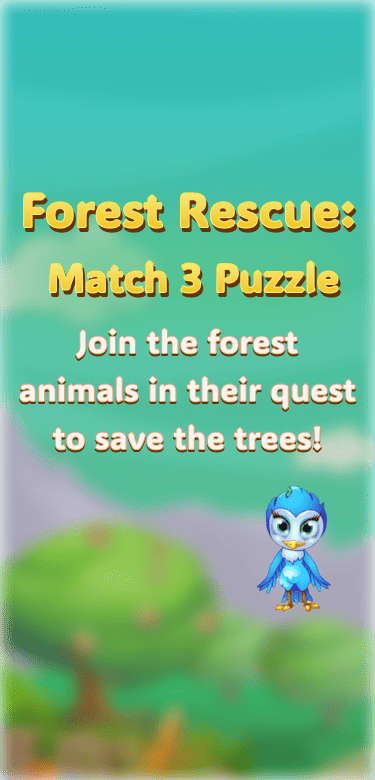 Forest Rescue:
Match 3 Puzzle
Join the forest
animals in their quest
to save the trees!